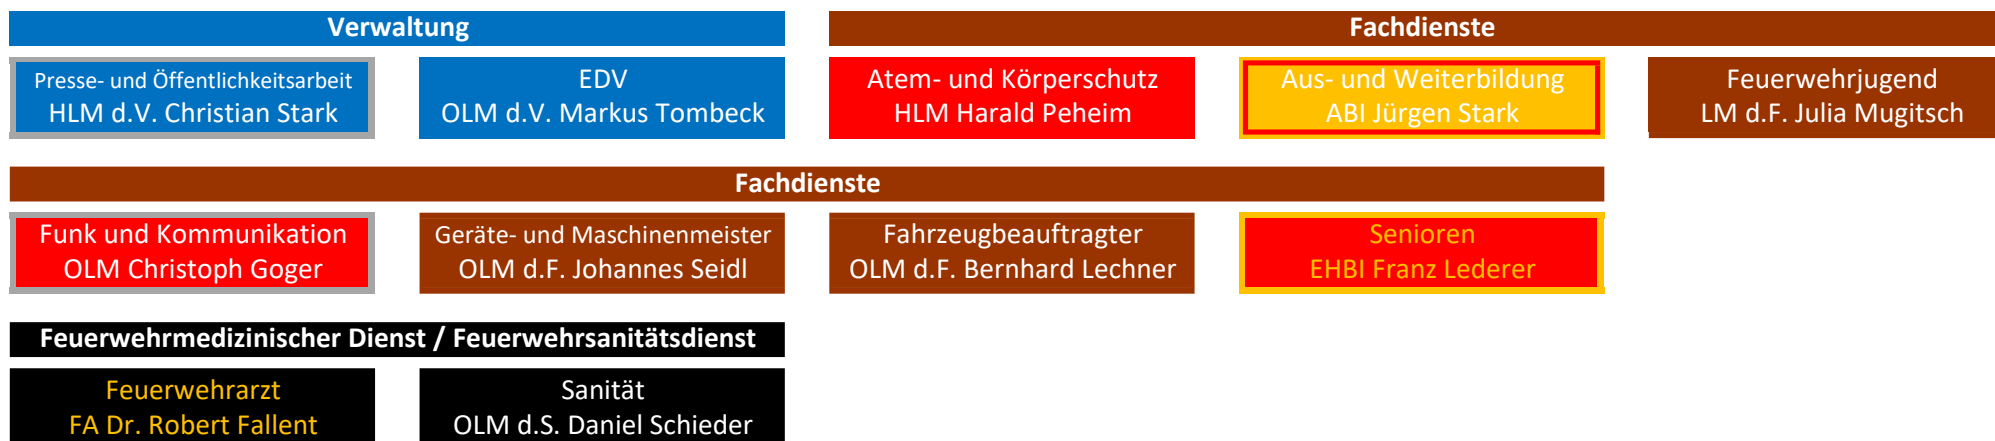 Verwaltung
Presse- und Öffentlichkeitsarbeit
HLM d.V. Christian Stark
EDV
OLM d.V. Markus Tombeck
Fachdienste
Atem- und Körperschutz
HLM Harald Peheim
Aus- und Weiterbildung
ABI Jürgen Stark
Feuerwehrjugend
LM d.F. Julia Mugitsch
Fachdienste
Funk und Kommunikation
OLM Christoph Goger
Geräte- und Maschinenmeister
OLM d.F. Johannes Seidl
Fahrzeugbeauftragter
OLM d.F. Bernhard Lechner
Senioren
EHBI Franz Lederer
Feuerwehrmedizinischer Dienst / Feuerwehrsanitätsdienst
Feuerwehrarzt
FA Dr. Robert Fallent
Sanität
OLM d.S. Daniel Schieder